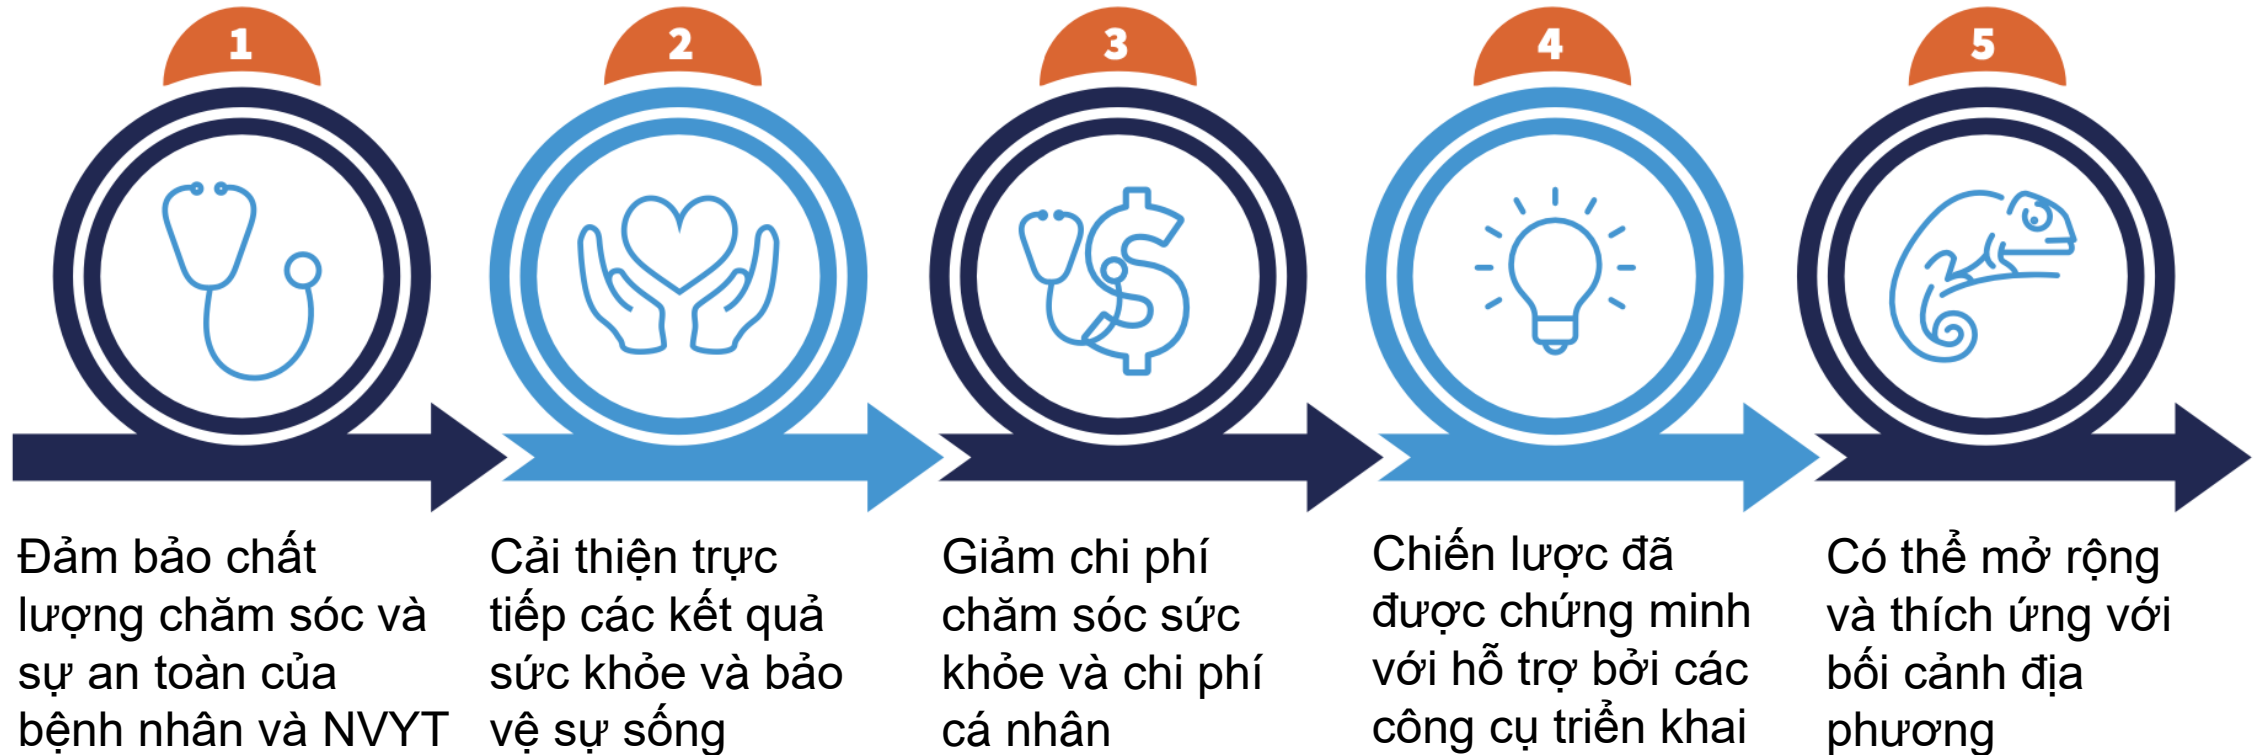 1
2
3
4
5
Đảm bảo chất
lượng chăm sóc và
sự an toàn của
bệnh nhân và NVYT
Cải thiện trực
tiếp các kết quả
sức khỏe và bảo
vệ sự sống
Giảm chi phí
chăm sóc sức
khỏe và chi phí
cá nhân
Chiến lược đã
được chứng minh
với hỗ trợ bởi các
công cụ triển khai
Có thể mở rộng
và thích ứng với
bối cảnh địa
phương